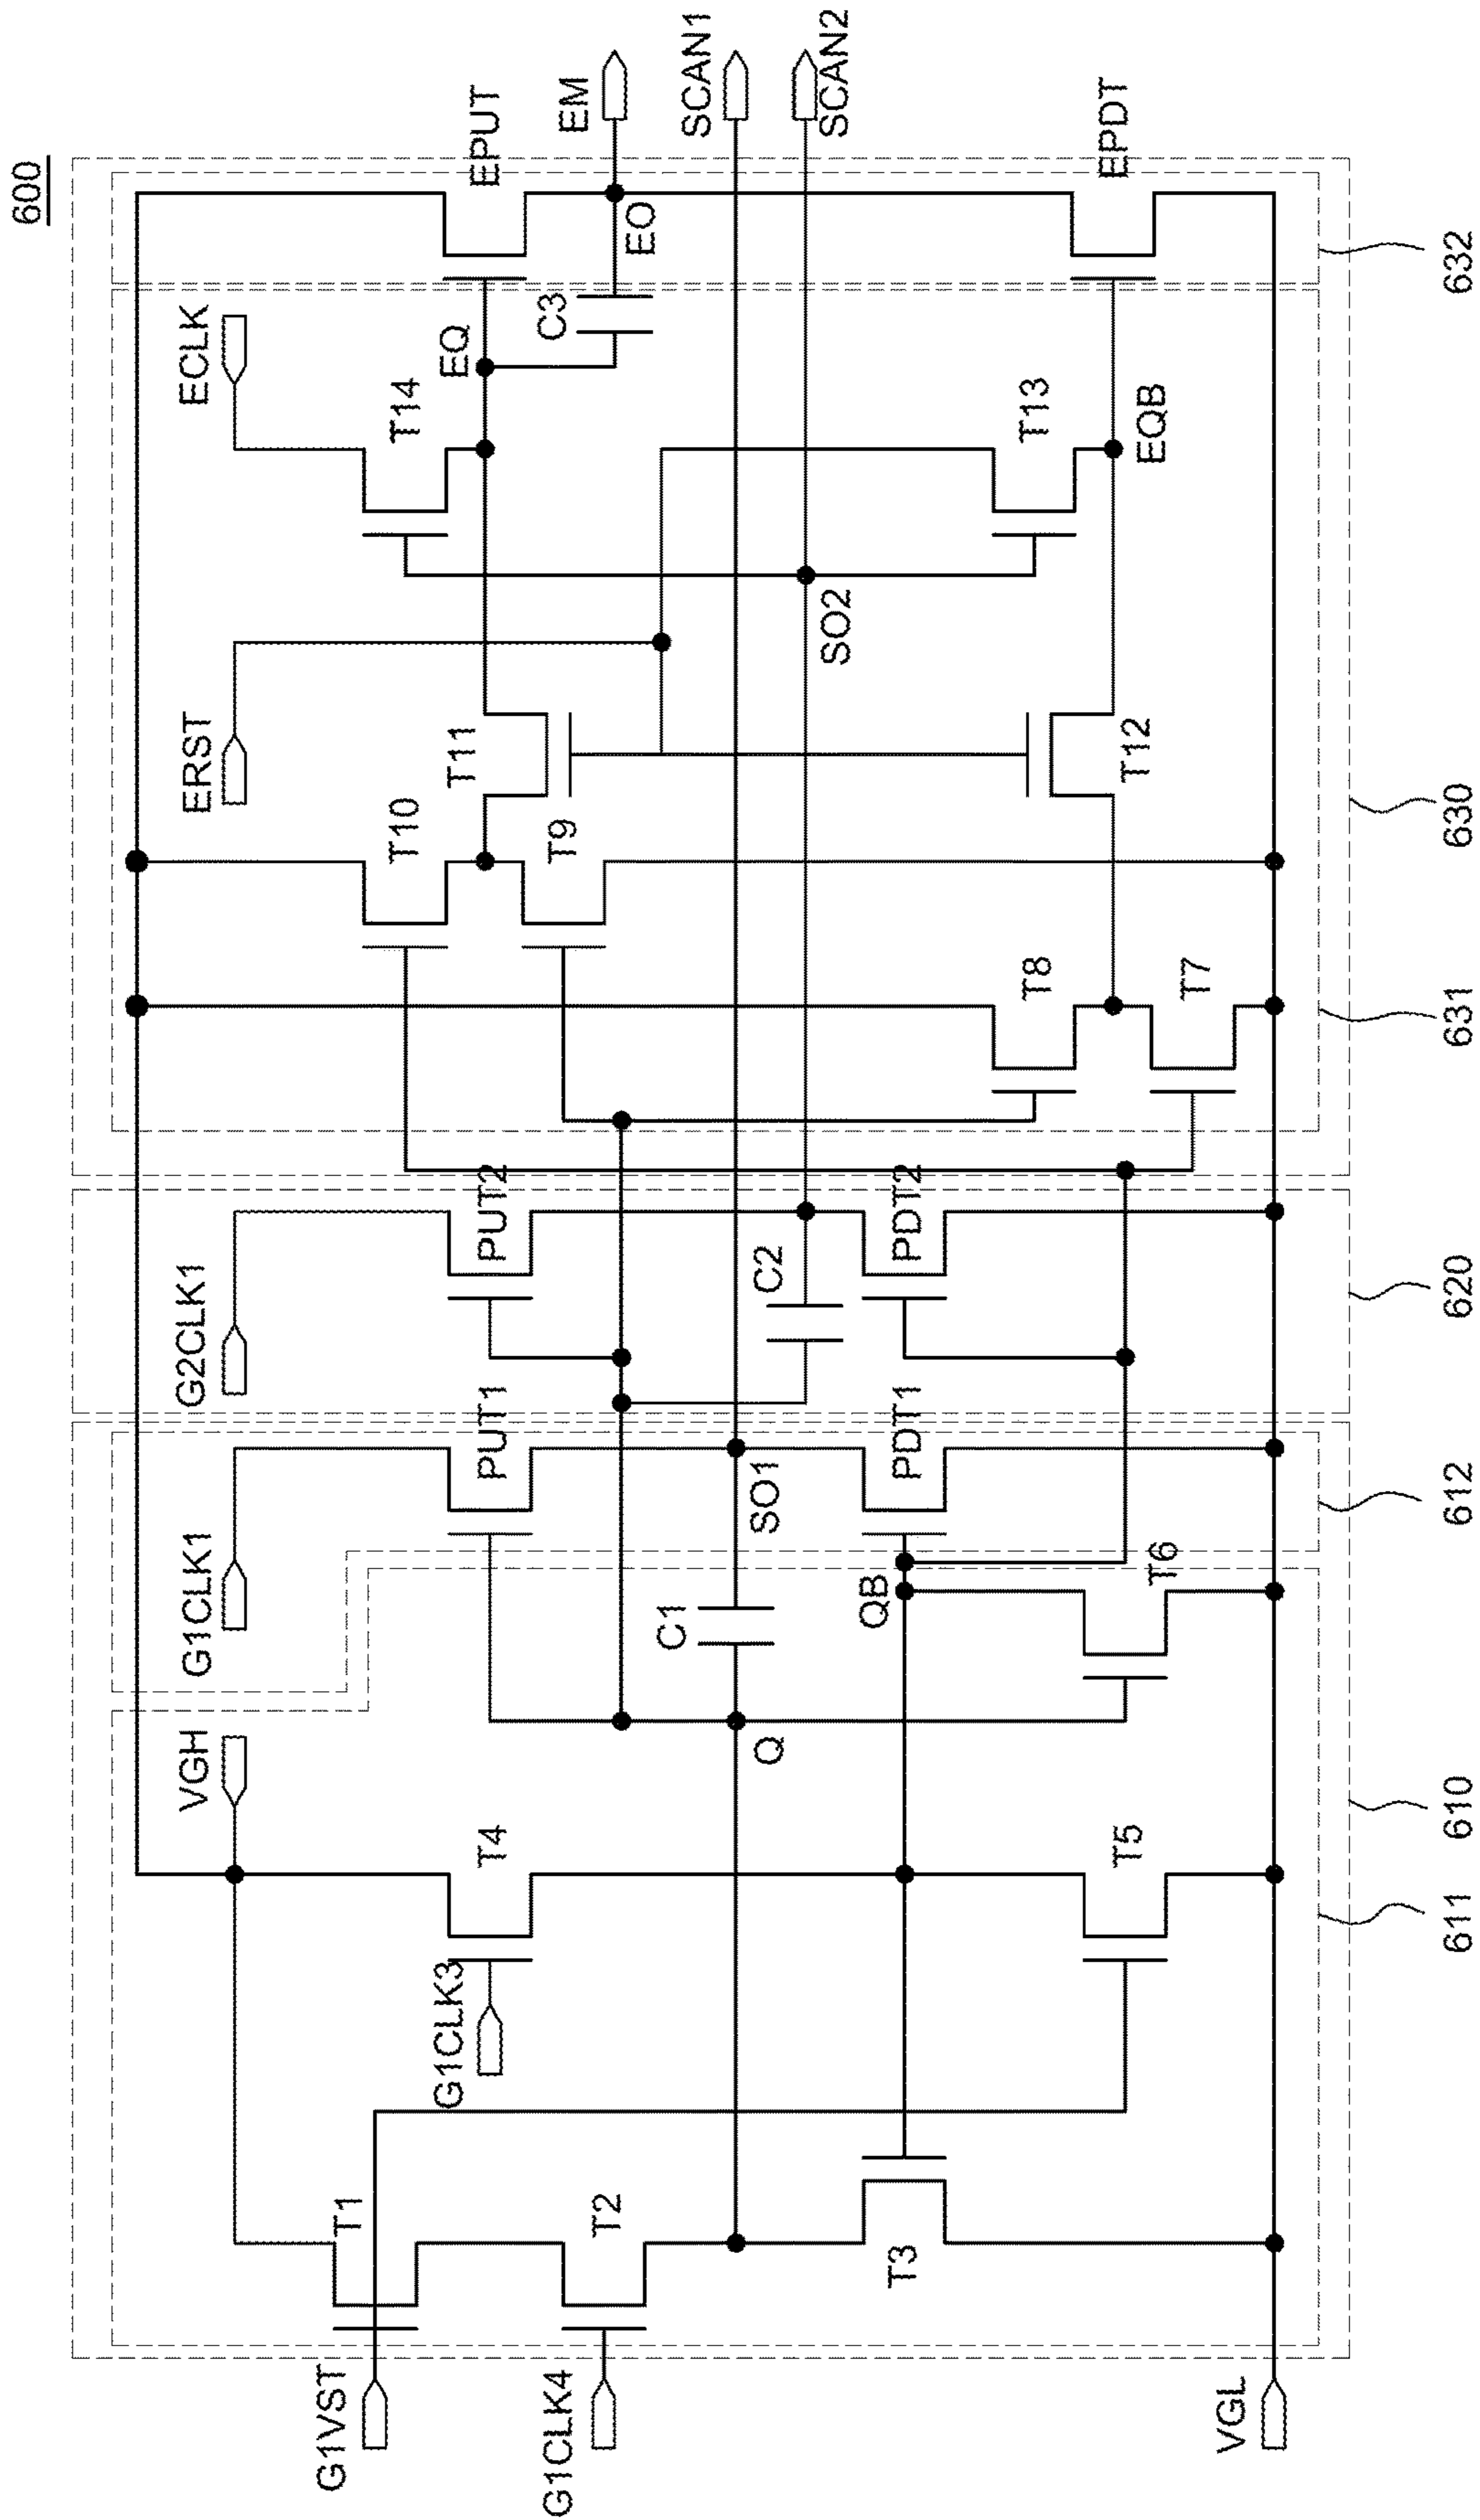 600
G1VST
G1CLK4
VGL
T1
T2
T3
G1CLK3
T4
T5
VGH
Q
C1
QB
T6
G1CLK1
PUT1
SO1
PDT1
G2CLK1
PUT2
C2
PDT2
T10
T9
T8
T7
ERST
T11
T12
SO2
ECLK
T14
T13
EQ
C3
EQB
EO
EPUT
EPDT
EM
SCAN1
SCAN2
611
610
612
620
631
630
632